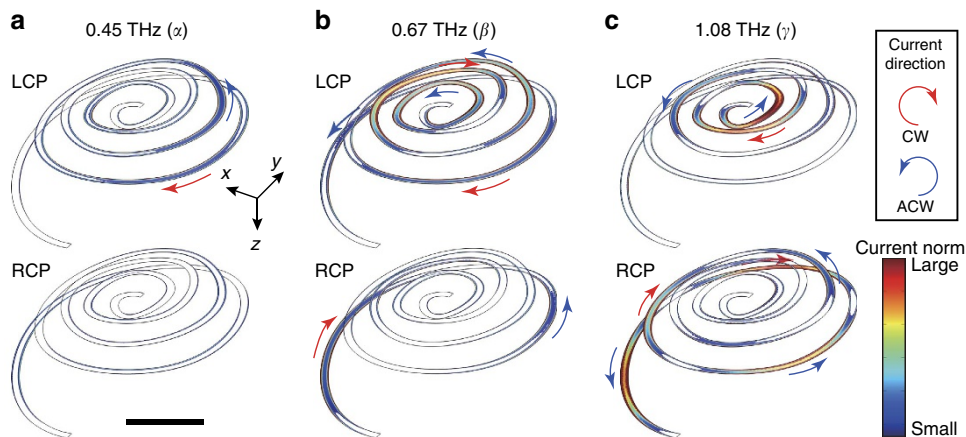 a
0.45 THz (α)
b
0.67 THz (β)
c
1.08 THz (γ)
LCP
LCP
LCP
x
y
z
RCP
RCP
RCP
Current
direction
CW
ACW
Current norm
Large
Small